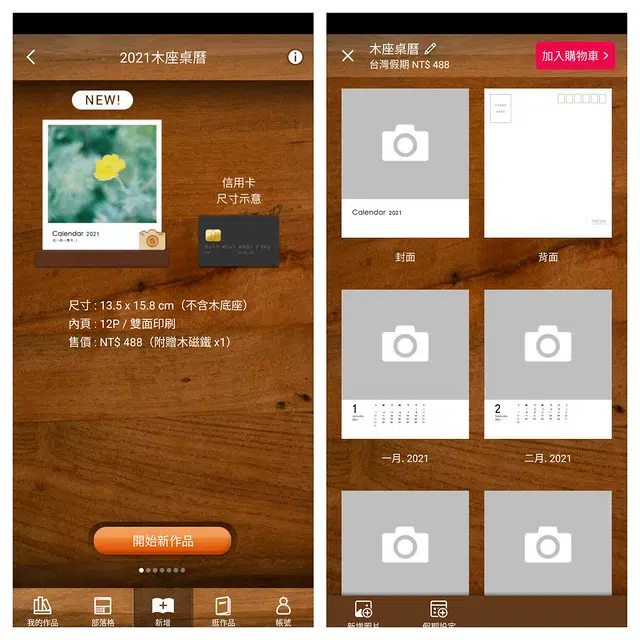 2021木座桌曆
NEW!
Calendar 2021
信用卡
尺寸示意
尺寸 : 13.5 x 15.8 cm（不含木底座）
內頁 : 12P / 雙面印刷
售價 : NT$ 488（附贈木磁鐵 x1）
開始新作品
我的作品
部落格
新增
逛作品
帳號
木座桌曆
台灣假期 NT$ 488
加入購物車
Calendar 2021
封面
背面
1
2
一月. 2021
二月. 2021
新增照片
假期設定